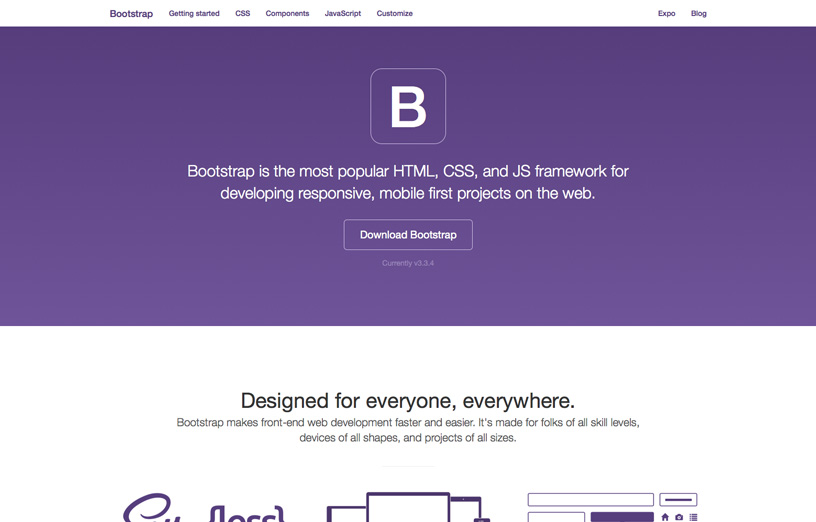 Bootstrap Getting started CSS Components JavaScript Customize Expo Blog
B
Bootstrap is the most popular HTML, CSS, and JS framework for
developing responsive, mobile first projects on the web.
Download Bootstrap
Currently v3.3.4
Designed for everyone, everywhere.
Bootstrap makes front-end web development faster and easier. It's made for folks of all skill levels,
devices of all shapes, and projects of all sizes.